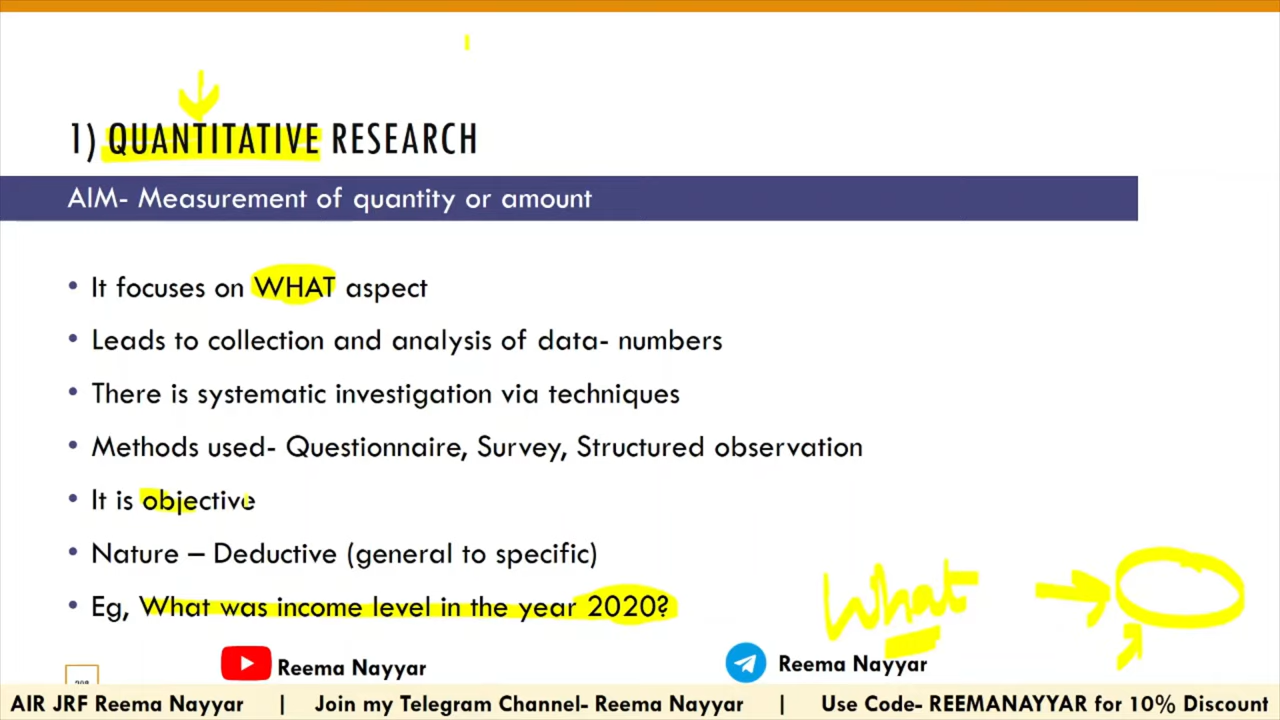 1) QUANTITATIVE RESEARCH
AIM- Measurement of quantity or amount
• It focuses on WHAT aspect
• Leads to collection and analysis of data- numbers
• There is systematic investigation via techniques
• Methods used- Questionnaire, Survey, Structured observation
• It is objective
• Nature – Deductive (general to specific)
• Eg, What was income level in the year 2020?
What
Reema Nayyar
Reema Nayyar
AIR JRF Reema Nayyar | Join my Telegram Channel- Reema Nayyar | Use Code- REEMANAYYAR for 10% Discount